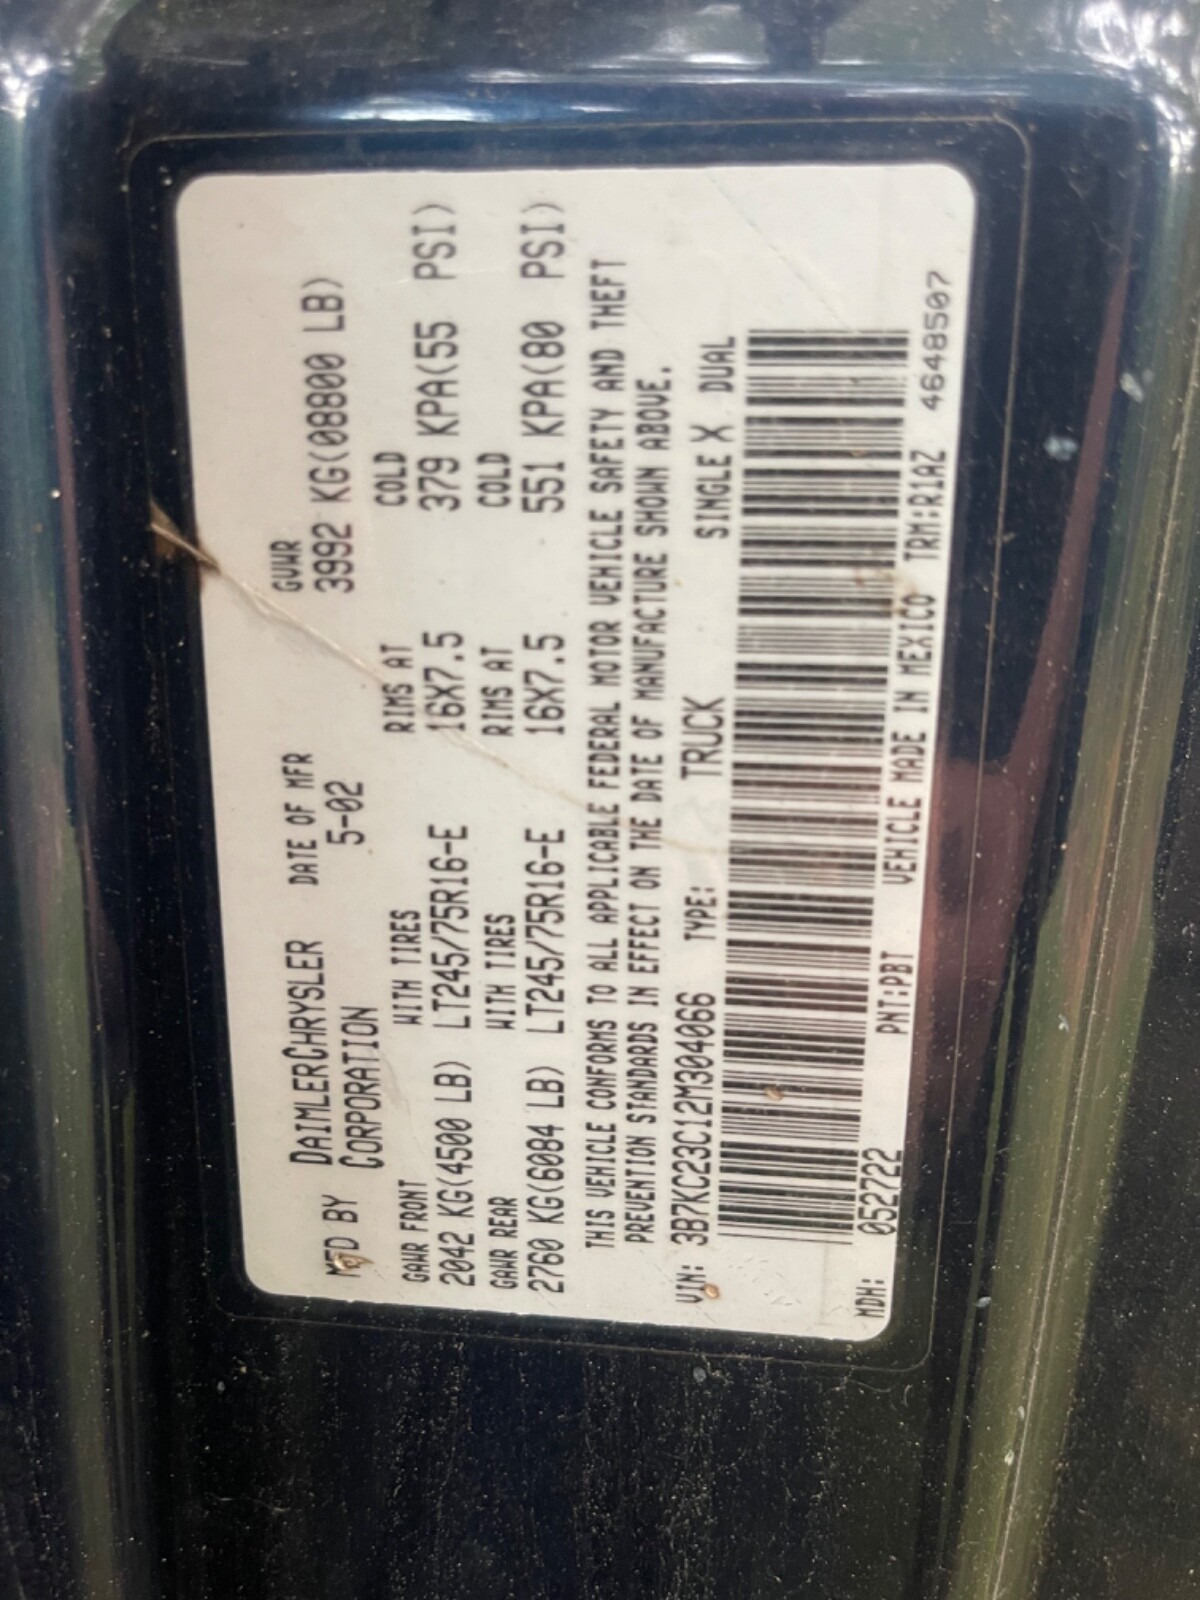 MFD BY DAIMLERCHRYSLER CORPORATION
DATE OF MFR
5-02
GVWR
3992 KG(08800 LB)
GAWR FRONT WITH TIRES RIMS AT COLD
2042 KG(4500 LB) LT245/75R16-E 16X7.5 379 KPA(55 PSI)
GAWR REAR WITH TIRES RIMS AT COLD
2760 KG(6084 LB) LT245/75R16-E 16X7.5 551 KPA(80 PSI)
THIS VEHICLE CONFORMS TO ALL APPLICABLE FEDERAL MOTOR VEHICLE SAFETY AND THEFT
PREVENTION STANDARDS IN EFFECT ON THE DATE OF MANUFACTURE SHOWN ABOVE.
VIN: 3B7KC23C12M304066 TYPE: TRUCK SINGLE X DUAL
MDH: 052722 PNT:PBT VEHICLE MADE IN MEXICO TRM:R1AZ 4648507